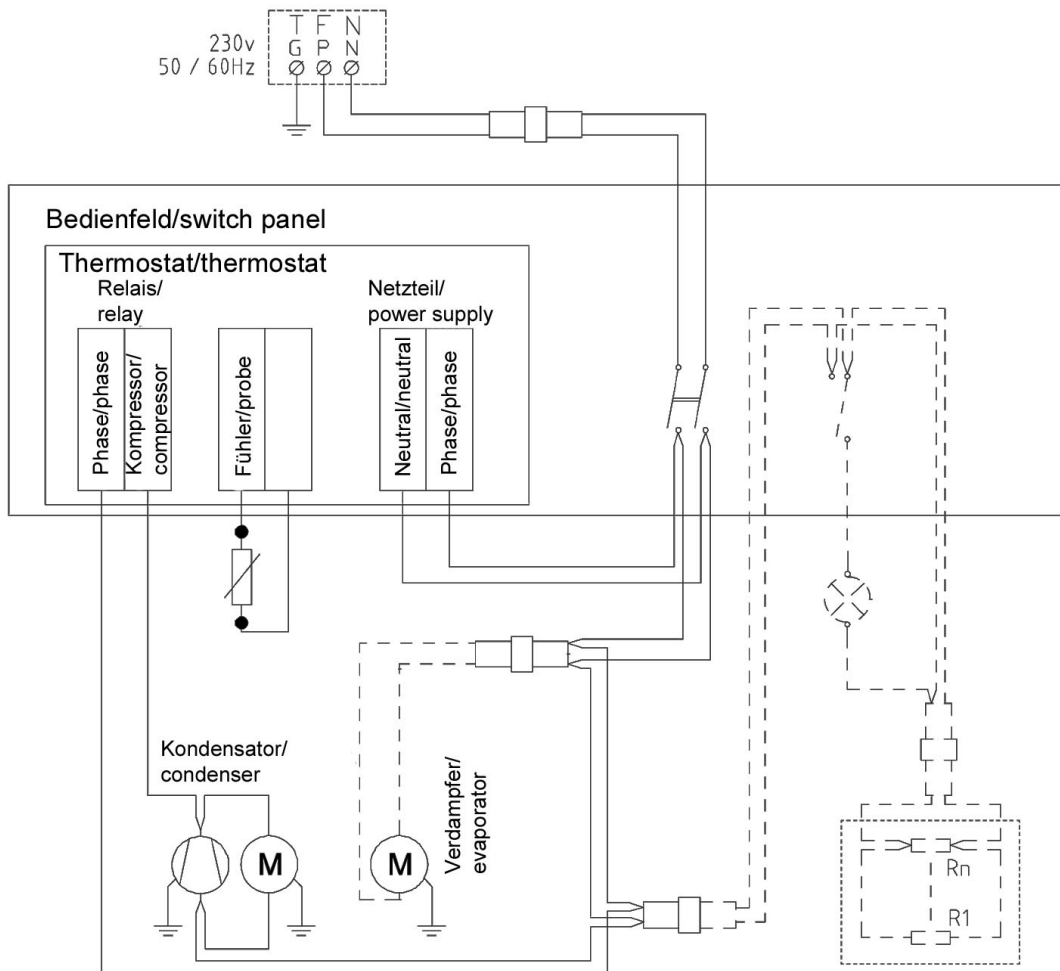 T F N
G P N
230v
50 / 60Hz
Bedienfeld/switch panel
Thermostat/thermostat
Relais/
relay
Netzteil/
power supply
Phase/phase
Kompressor/
compressor
Fühler/probe
Neutral/neutral
Phase/phase
Kondensator/
condenser
Verdampfer/
evaporator
M
M
Rn
R1